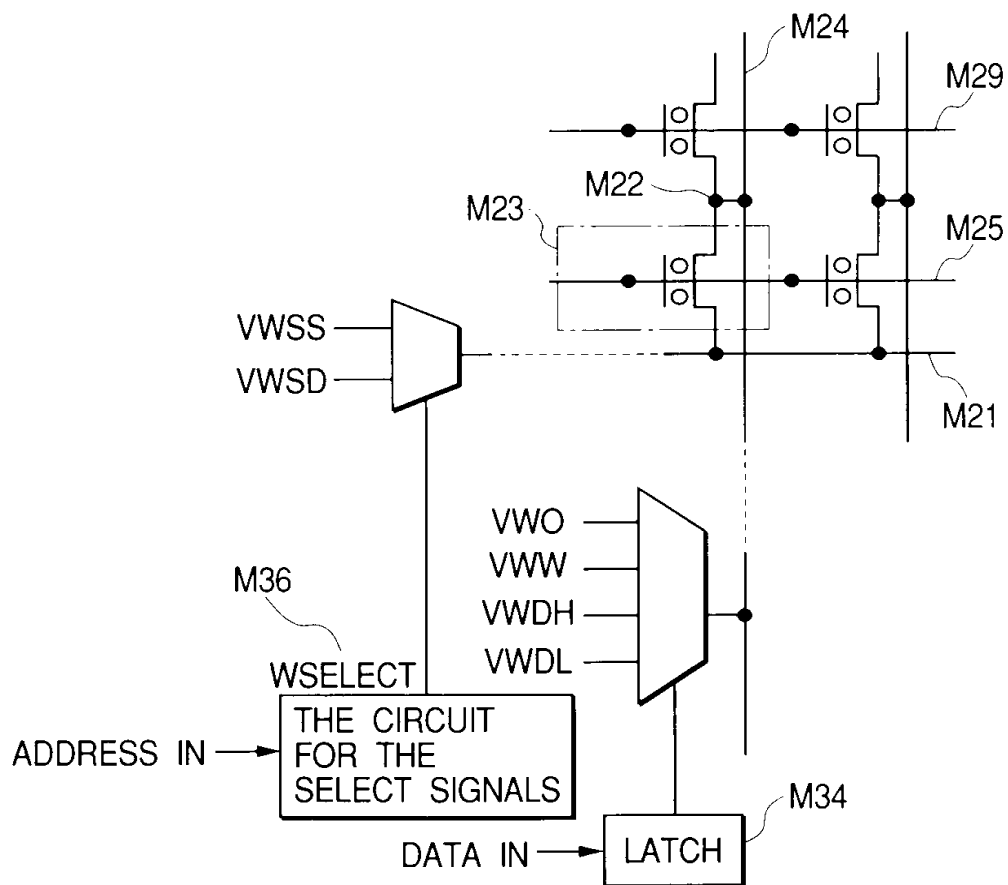 M24
M29
M22
M23
M25
VWSS
VWSD
M21
VWO
VWW
M36
VWDH
VWDL
WSELECT
THE CIRCUIT
FOR THE
SELECT SIGNALS
ADDRESS IN
M34
DATA IN
LATCH